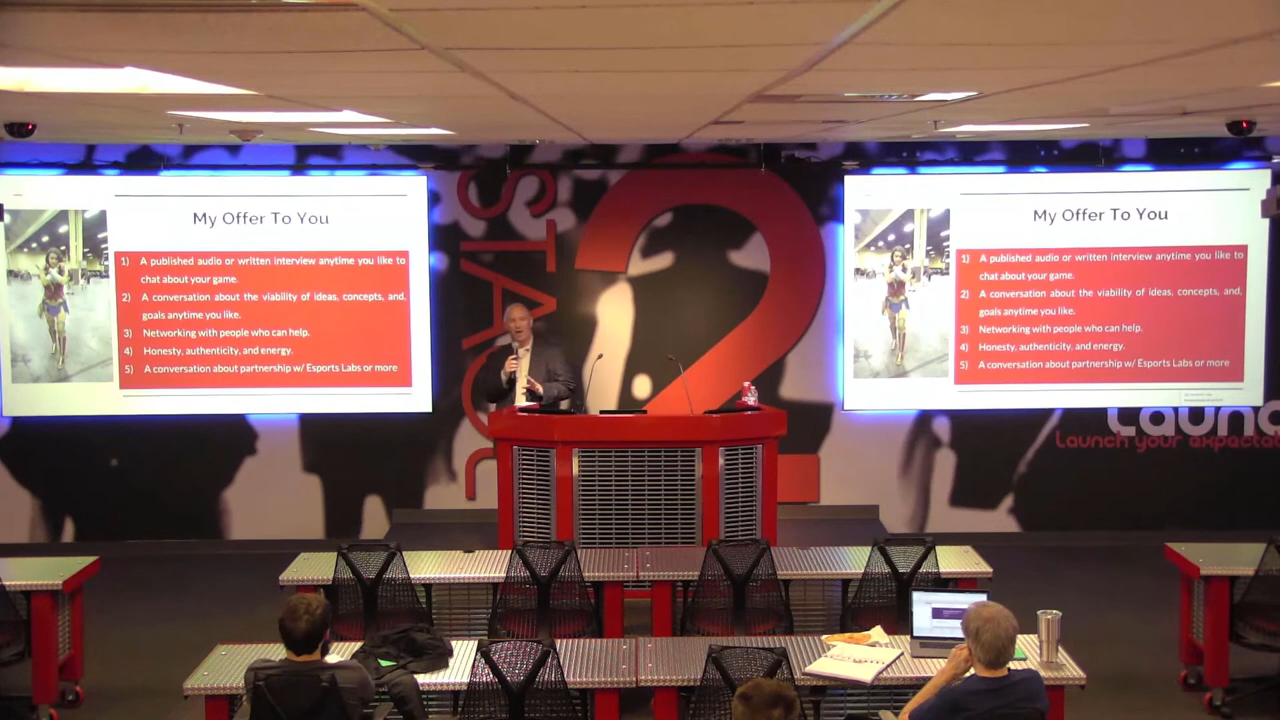 My Offer To You
1) A published audio or written interview anytime you like to
chat about your game.
2) A conversation about the viability of ideas, concepts, and,
goals anytime you like.
3) Networking with people who can help.
4) Honesty, authenticity, and energy.
5) A conversation about partnership w/ Esports Labs or more
STAGE
2
My Offer To You
1) A published audio or written interview anytime you like to
chat about your game.
2) A conversation about the viability of ideas, concepts, and,
goals anytime you like.
3) Networking with people who can help.
4) Honesty, authenticity, and energy.
5) A conversation about partnership w/ Esports Labs or more
Launch your